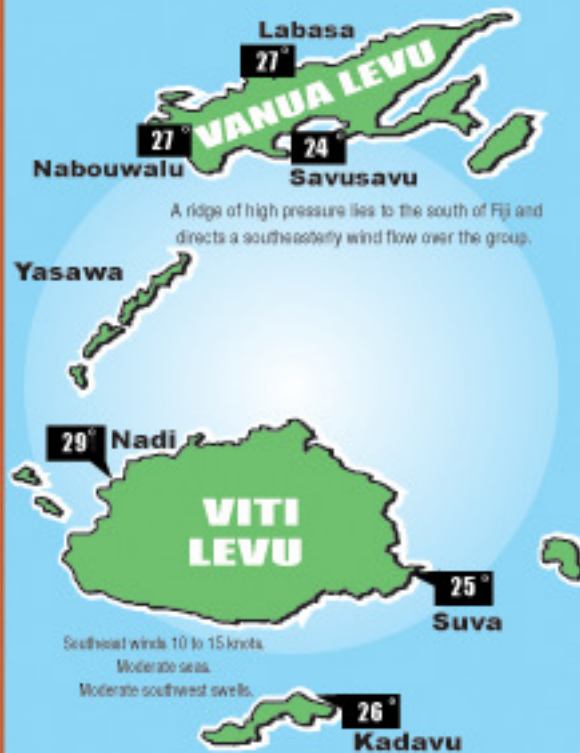 Labasa
27°
VANUA LEVU
27°
24°
Nabouwalu
Savusavu
A ridge of high pressure lies to the south of Fiji and
directs a southeasterly wind flow over the group.
Yasawa
29°
Nadi
VITI
LEVU
25°
Suva
Southeast winds 10 to 15 knots.
Moderate seas.
Moderate southwest swells.
26°
Kadavu